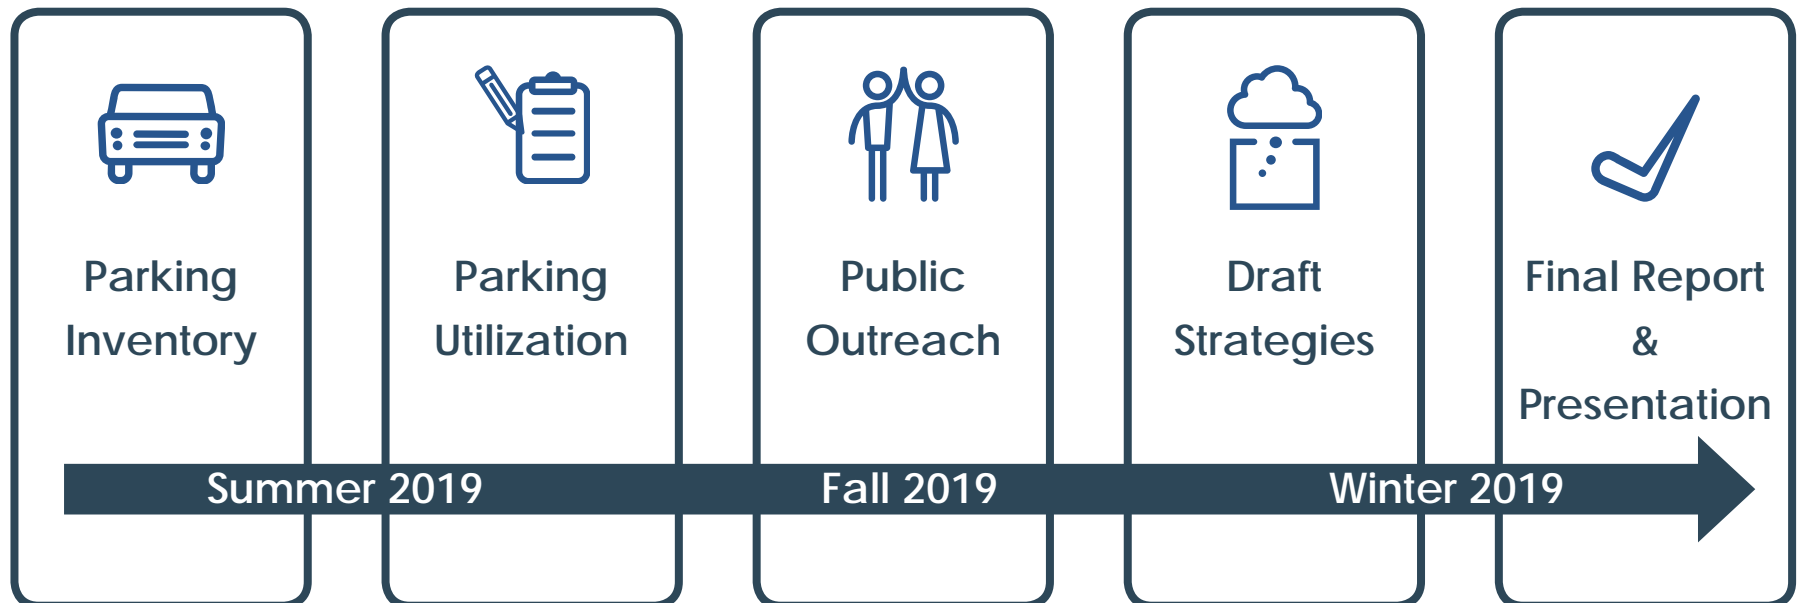 Parking
Inventory
Parking
Utilization
Public
Outreach
Draft
Strategies
Final Report
&
Presentation
Summer 2019
Fall 2019
Winter 2019